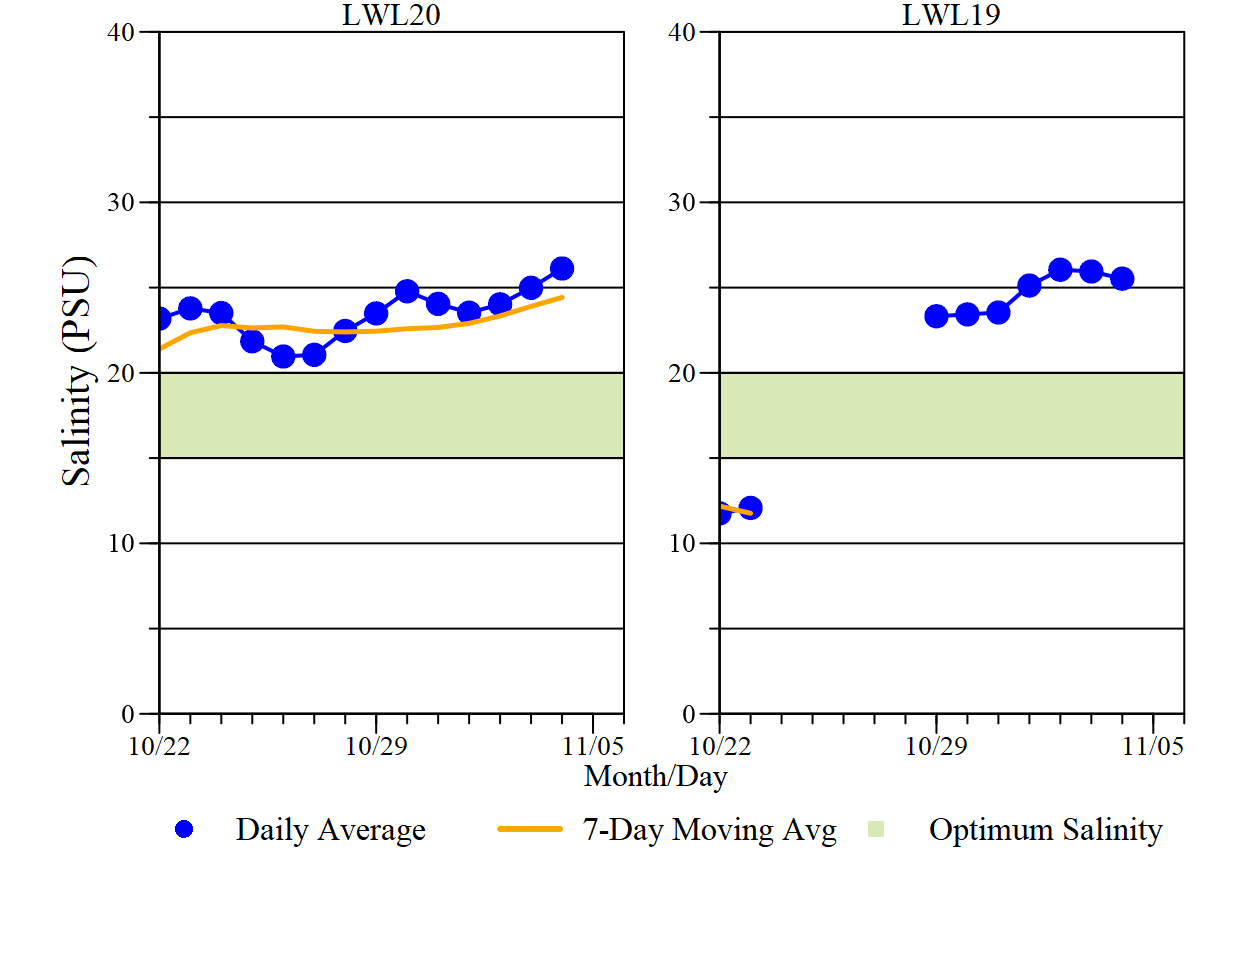 LWL20
LWL19
40
30
20
10
0
40
30
20
10
0
Salinity (PSU)
10/22
10/29
11/05
10/22
10/29
11/05
Month/Day
Daily Average
7-Day Moving Avg
Optimum Salinity